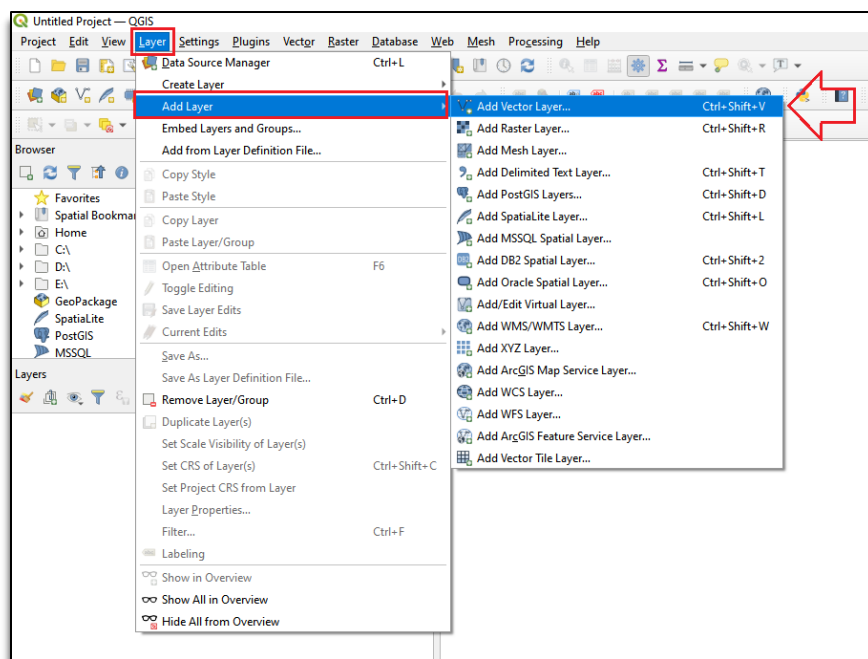 Untitled Project — QGIS
Project Edit View Layer Settings Plugins Vector Raster Database Web Mesh Processing Help
Data Source Manager Ctrl+L
Create Layer
Add Layer
Embed Layers and Groups...
Add from Layer Definition File...
Copy Style
Paste Style
Copy Layer
Paste Layer/Group
Open Attribute Table F6
Toggle Editing
Save Layer Edits
Current Edits
Save As...
Save As Layer Definition File...
Remove Layer/Group Ctrl+D
Duplicate Layer(s)
Set Scale Visibility of Layer(s)
Set CRS of Layer(s) Ctrl+Shift+C
Set Project CRS from Layer
Layer Properties...
Filter... Ctrl+F
Labeling
Show in Overview
Show All in Overview
Hide All from Overview
Add Vector Layer... Ctrl+Shift+V
Add Raster Layer... Ctrl+Shift+R
Add Mesh Layer...
Add Delimited Text Layer... Ctrl+Shift+T
Add PostGIS Layers... Ctrl+Shift+D
Add SpatiaLite Layer... Ctrl+Shift+L
Add MSSQL Spatial Layer...
Add DB2 Spatial Layer... Ctrl+Shift+2
Add Oracle Spatial Layer... Ctrl+Shift+O
Add/Edit Virtual Layer...
Add WMS/WMTS Layer... Ctrl+Shift+W
Add XYZ Layer...
Add ArcGIS Map Service Layer...
Add WCS Layer...
Add WFS Layer...
Add ArcGIS Feature Service Layer...
Add Vector Tile Layer...
Browser
Favorites
Spatial Bookmar
Home
C:\
D:\
E:\
GeoPackage
SpatiaLite
PostGIS
MSSQL
Layers